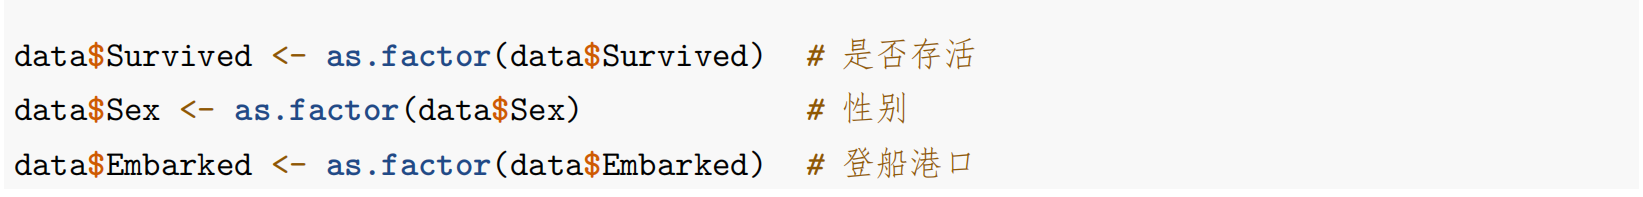 data$Survived <- as.factor(data$Survived)  # 是否存活
data$Sex <- as.factor(data$Sex)            # 性别
data$Embarked <- as.factor(data$Embarked)  # 登船港口